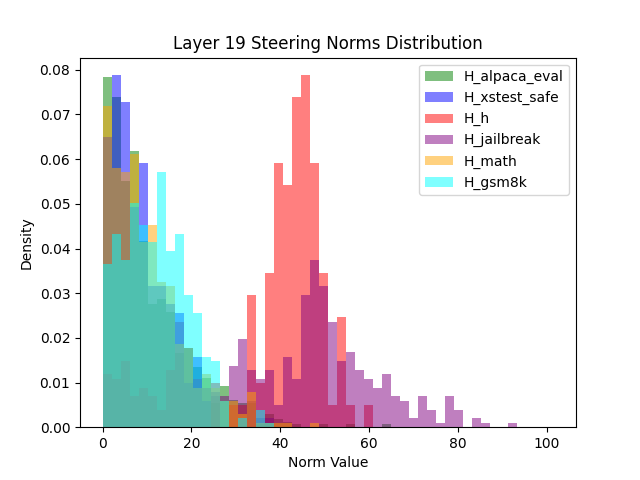 Layer 19 Steering Norms Distribution
H_alpaca_eval
H_xstest_safe
H_h
H_jailbreak
H_math
H_gsm8k
Density
0.08
0.07
0.06
0.05
0.04
0.03
0.02
0.01
0.00
0
20
40
60
80
100
Norm Value